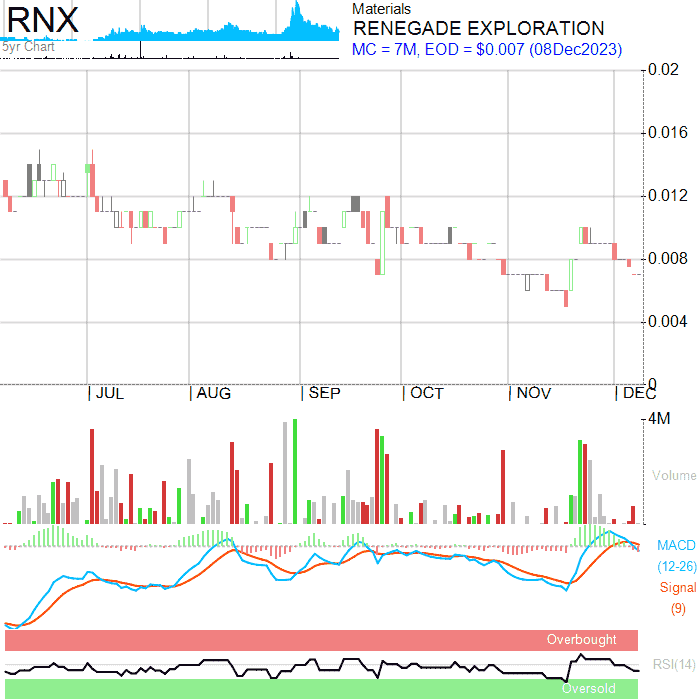 RNX
5yr Chart
Materials
RENEGADE EXPLORATION
MC = 7M, EOD = $0.007 (08Dec2023)
0.02
0.016
0.012
0.008
0.004
0
JUL AUG SEP OCT NOV DEC
4M
Volume
MACD
(12-26)
Signal
(9)
Overbought
RSI(14)
Oversold